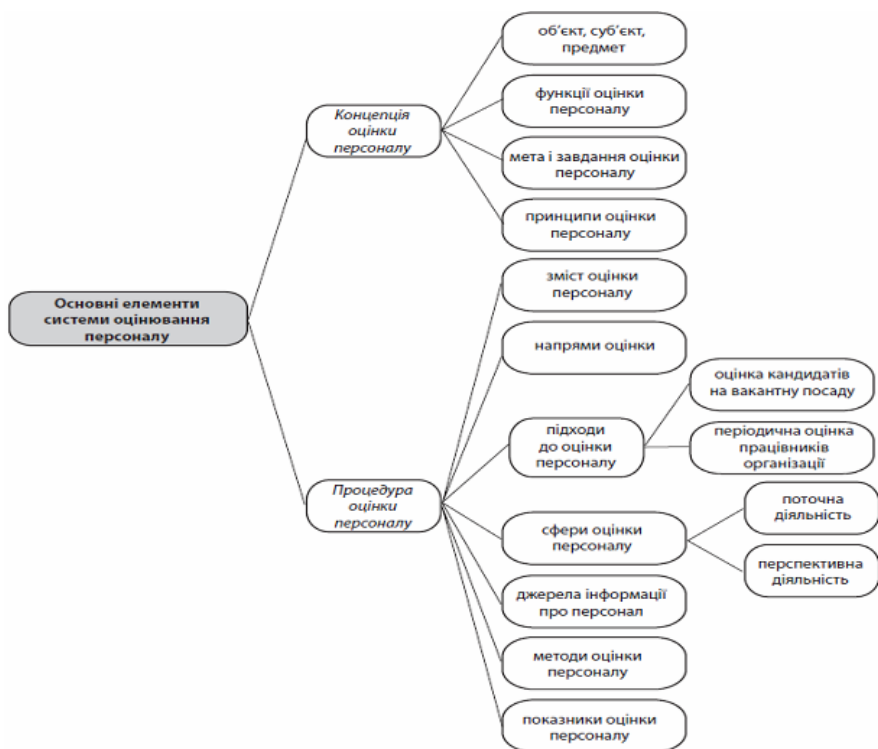 об’єкт, суб’єкт,
предмет
функції оцінки
персоналу
Концепція
оцінки
персоналу
мета і завдання оцінки
персоналу
принципи оцінки
персоналу
Основні елементи
системи оцінювання
персоналу
зміст оцінки
персоналу
напрями оцінки
оцінка кандидатів
на вакантну посаду
підходи
до оцінки
персоналу
періодична оцінка
працівників
організації
Процедура
оцінки
персоналу
поточна
діяльність
сфери оцінки
персоналу
перспективна
діяльність
джерела інформації
про персонал
методи оцінки
персоналу
показники оцінки
персоналу